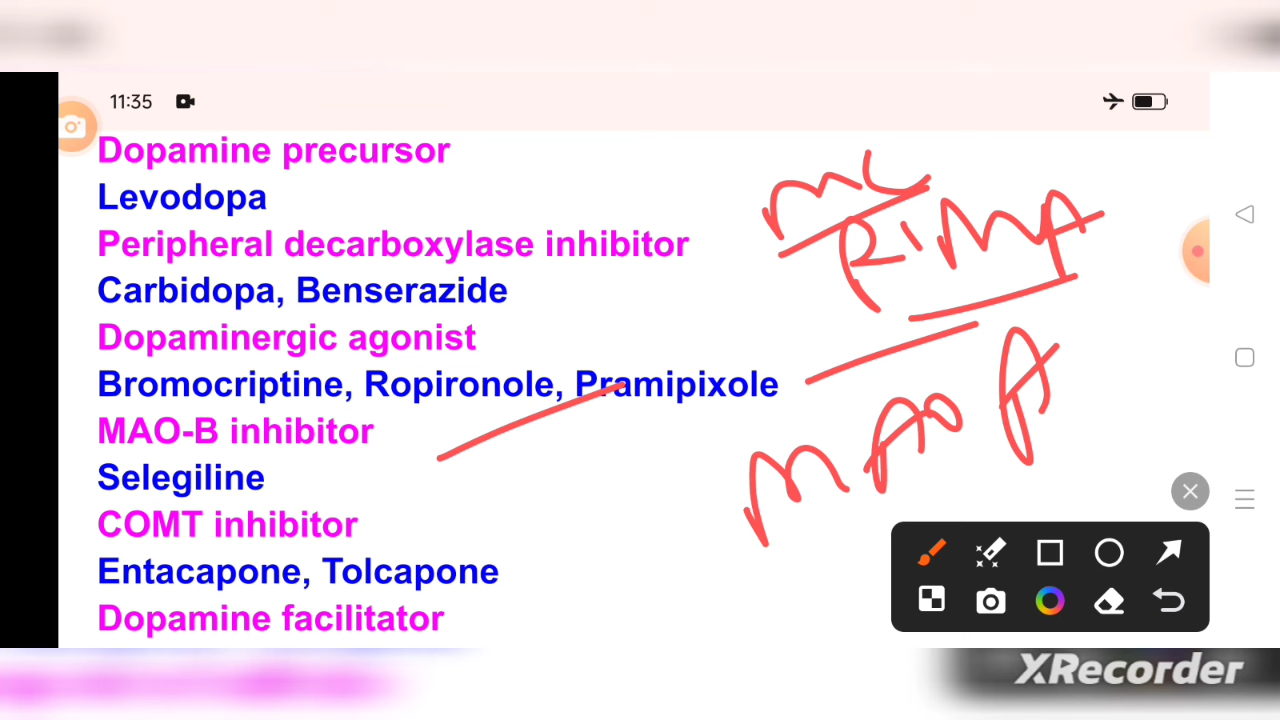 11:35
Dopamine precursor
Levodopa
Peripheral decarboxylase inhibitor
Carbidopa, Benserazide
Dopaminergic agonist
Bromocriptine, Ropironole, Pramipixole
MAO-B inhibitor
Selegiline
COMT inhibitor
Entacapone, Tolcapone
Dopamine facilitator
RIMA
MAO A
XRecorder